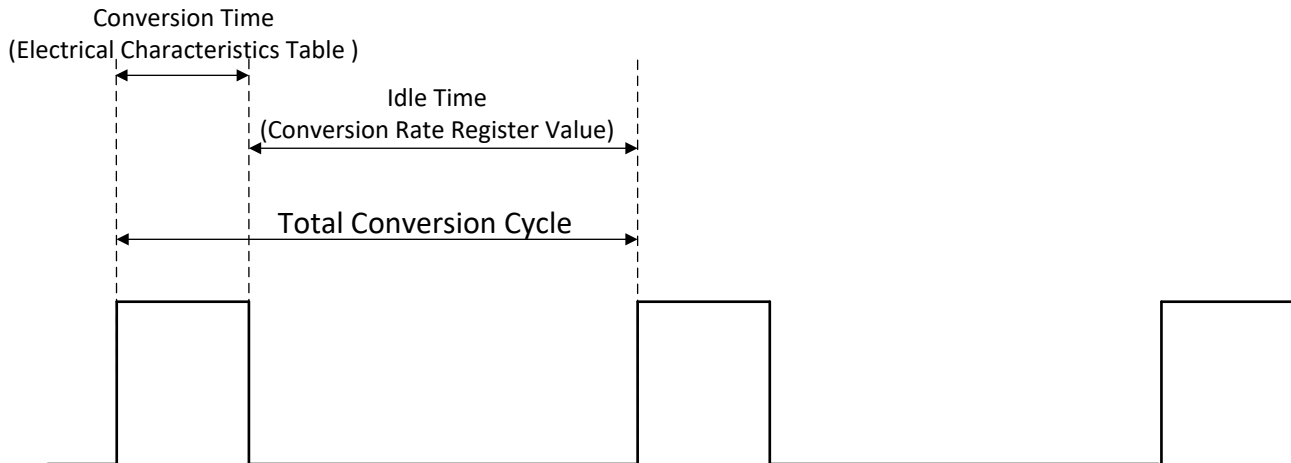 Conversion Time
(Electrical Characteristics Table )
Idle Time
(Conversion Rate Register Value)
Total Conversion Cycle